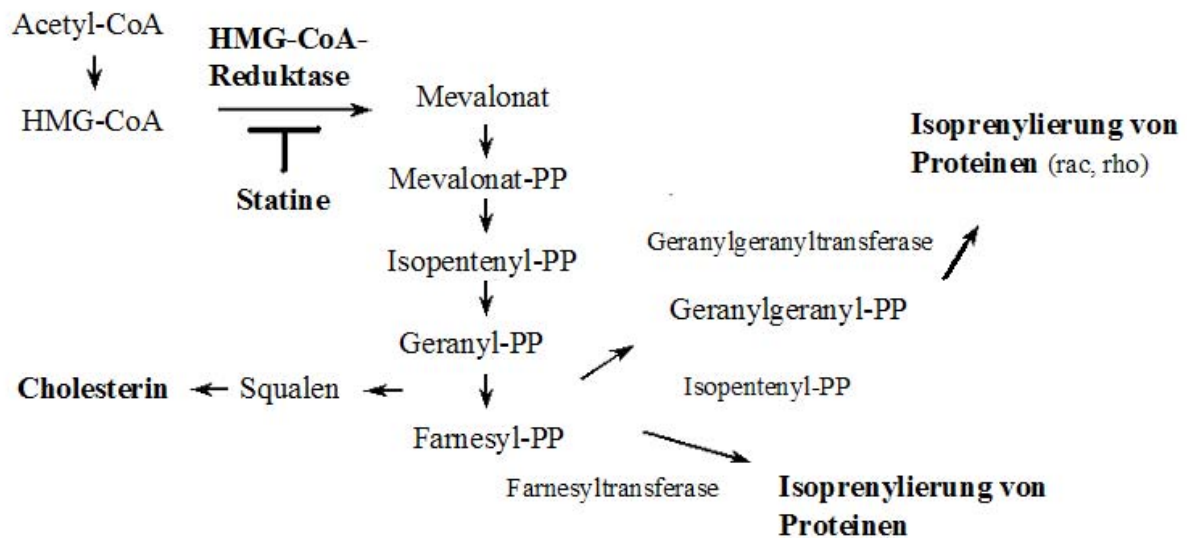 Acetyl-CoA
HMG-CoA
HMG-CoA-
Reduktase
Statine
Mevalonat
Mevalonat-PP
Isopentenyl-PP
Geranyl-PP
Farnesyl-PP
Squalen
Cholesterin
Isoprenylierung von
Proteinen (rac, rho)
Geranylgeranyltransferase
Geranylgeranyl-PP
Isopentenyl-PP
Farnesyltransferase
Isoprenylierung von
Proteinen